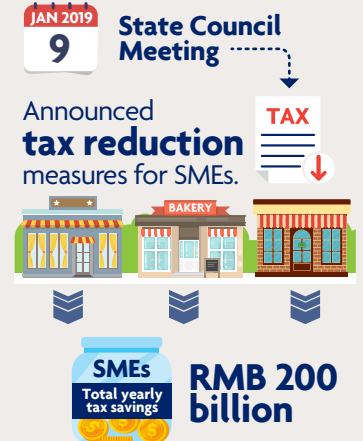 JAN 2019
9
State Council
Meeting
Announced
tax reduction
measures for SMEs.
TAX
BAKERY
SMEs
Total yearly
tax savings
RMB 200
billion